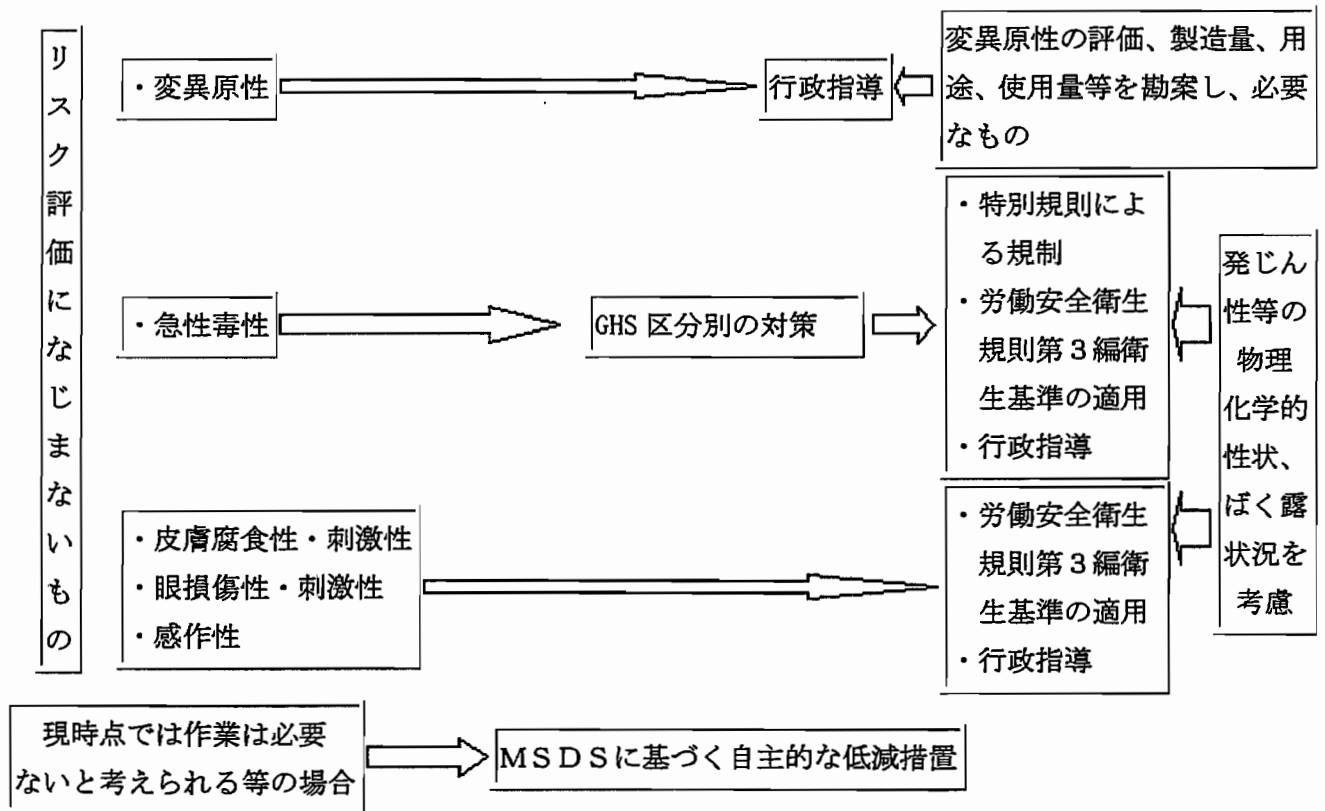 リスク評価になじまないもの
・変異原性
行政指導
変異原性の評価、製造量、用
途、使用量等を勘案し、必要
なもの
・急性毒性
GHS 区分別の対策
・特別規則によ
る規制
・労働安全衛生
規則第3編衛
生基準の適用
・行政指導
発じん
性等の
物理
化学的
性状、
ばく露
状況を
考慮
・皮膚腐食性・刺激性
・眼損傷性・刺激性
・感作性
・労働安全衛生
規則第3編衛
生基準の適用
・行政指導
現時点では作業は必要
ないと考えられる等の場合
MSDSに基づく自主的な低減措置